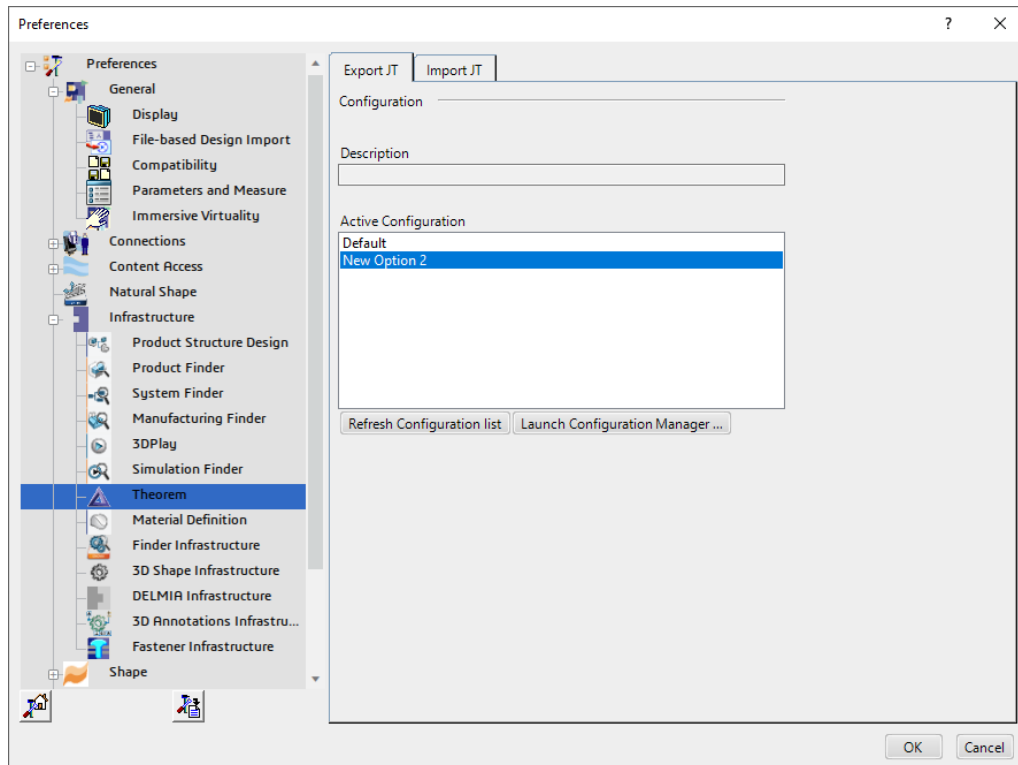 Preferences
?
Preferences
General
Display
File-based Design Import
Compatibility
Parameters and Measure
Immersive Virtuality
Connections
Content Access
Natural Shape
Infrastructure
Product Structure Design
Product Finder
System Finder
Manufacturing Finder
3DPlay
Simulation Finder
Theorem
Material Definition
Finder Infrastructure
3D Shape Infrastructure
DELMIA Infrastructure
3D Annotations Infrastru...
Fastener Infrastructure
Shape
Export JT Import JT
Configuration
Description
Active Configuration
Default
New Option 2
Refresh Configuration list Launch Configuration Manager ...
OK Cancel